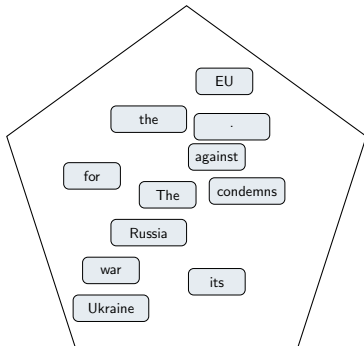 EU
the
.
against
for
condemns
The
Russia
war
its
Ukraine